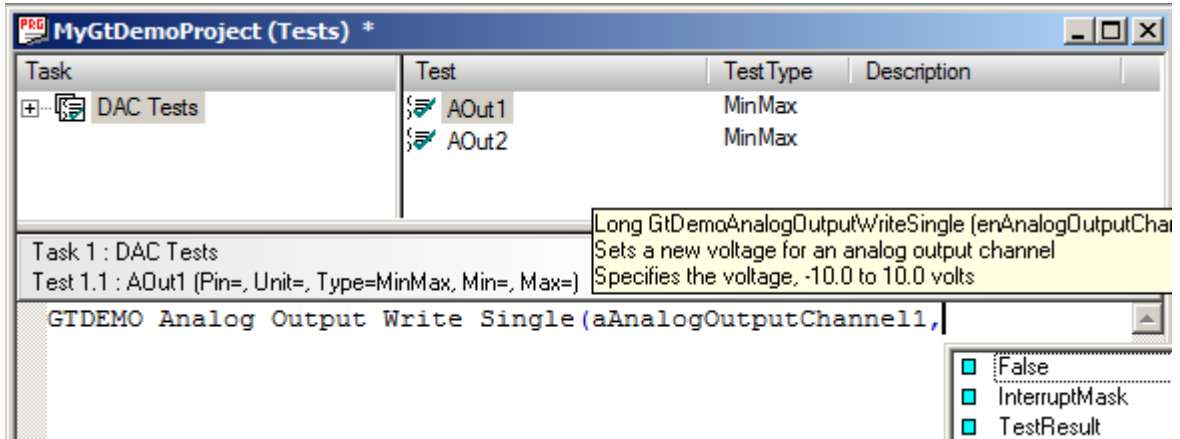 PRG MyGtDemoProject (Tests) *
Task Test TestType Description
DAC Tests AOut1 MinMax
AOut2 MinMax
Long GtDemoAnalogOutputWriteSingle (enAnalogOutputChar
Task 1 : DAC Tests Sets a new voltage for an analog output channel
Test 1.1 : AOut1 (Pin=, Unit=, Type=MinMax, Min=, Max=) Specifies the voltage, -10.0 to 10.0 volts
GTDEMO Analog Output Write Single(aAnalogOutputChannel1,
False
InterruptMask
TestResult